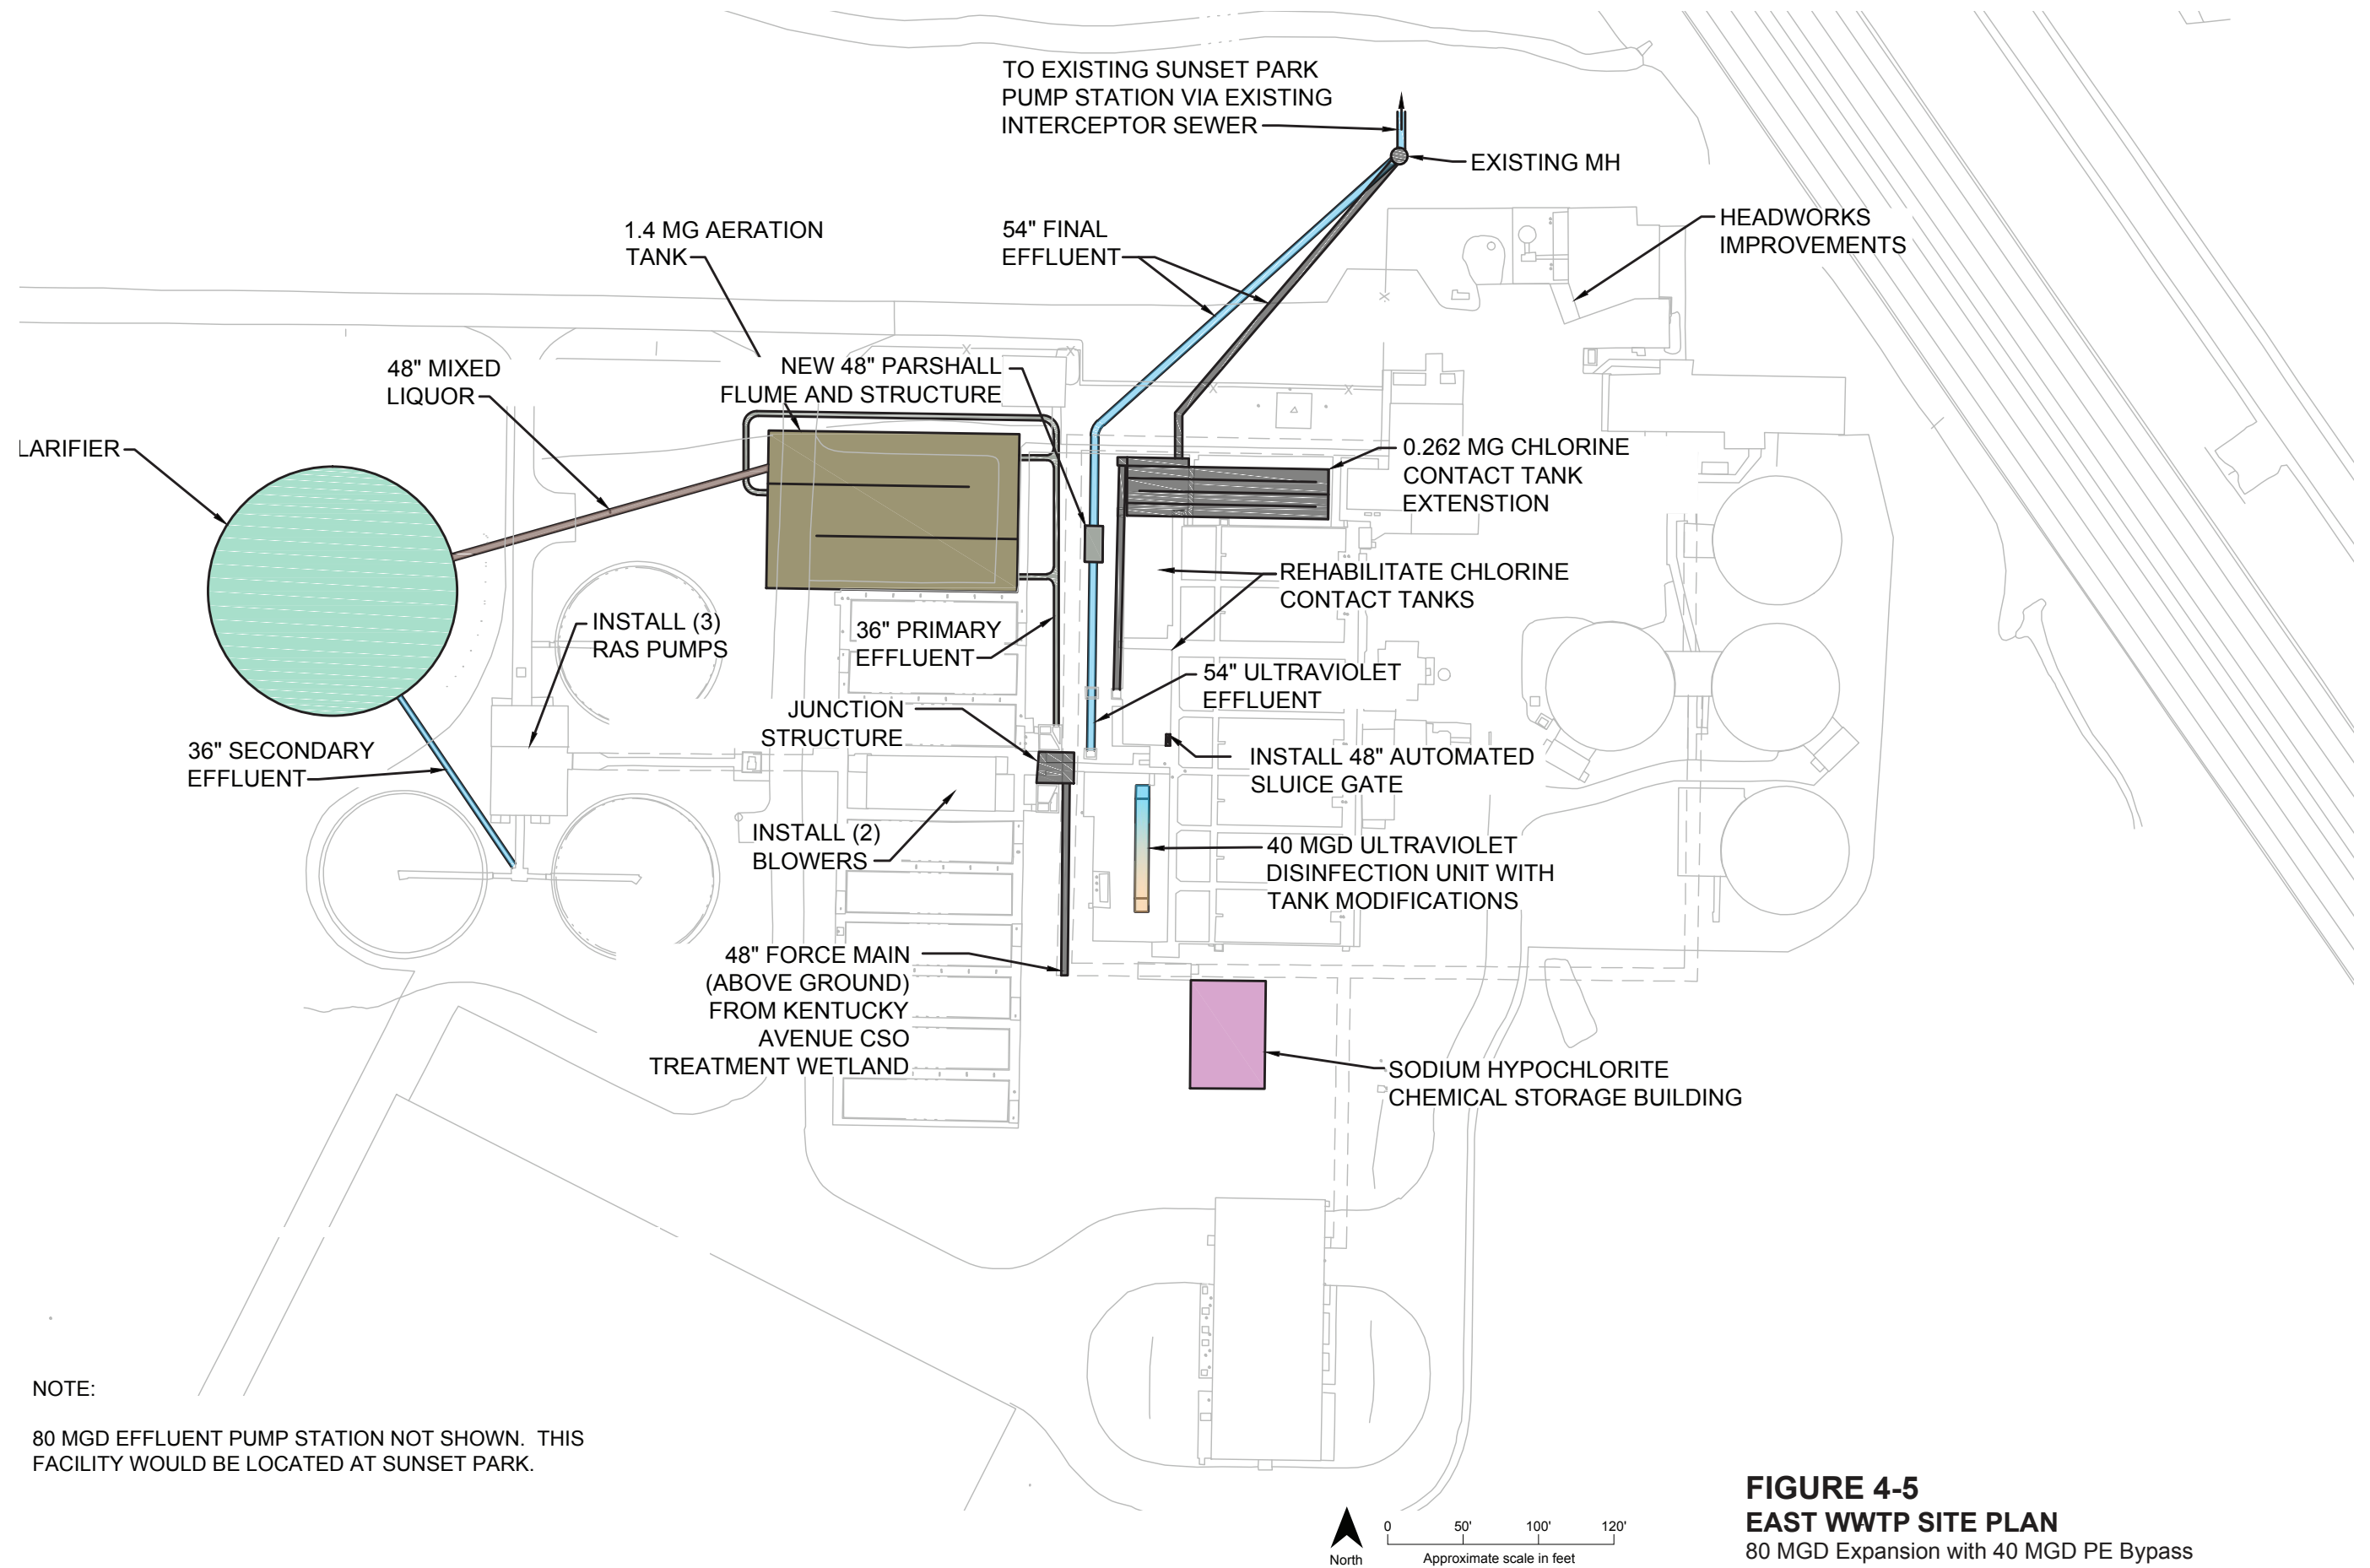 TO EXISTING SUNSET PARK
PUMP STATION VIA EXISTING
INTERCEPTOR SEWER
EXISTING MH
HEADWORKS
IMPROVEMENTS
1.4 MG AERATION
TANK
54" FINAL
EFFLUENT
48" MIXED
LIQUOR
NEW 48" PARSHALL
FLUME AND STRUCTURE
LARIFIER
0.262 MG CHLORINE
CONTACT TANK
EXTENSTION
REHABILITATE CHLORINE
CONTACT TANKS
INSTALL (3)
RAS PUMPS
36" PRIMARY
EFFLUENT
54" ULTRAVIOLET
EFFLUENT
JUNCTION
STRUCTURE
36" SECONDARY
EFFLUENT
INSTALL 48" AUTOMATED
SLUICE GATE
INSTALL (2)
BLOWERS
40 MGD ULTRAVIOLET
DISINFECTION UNIT WITH
TANK MODIFICATIONS
48" FORCE MAIN
(ABOVE GROUND)
FROM KENTUCKY
AVENUE CSO
TREATMENT WETLAND
SODIUM HYPOCHLORITE
CHEMICAL STORAGE BUILDING
NOTE:
80 MGD EFFLUENT PUMP STATION NOT SHOWN. THIS
FACILITY WOULD BE LOCATED AT SUNSET PARK.
North
0 50' 100' 120'
Approximate scale in feet
FIGURE 4-5
EAST WWTP SITE PLAN
80 MGD Expansion with 40 MGD PE Bypass